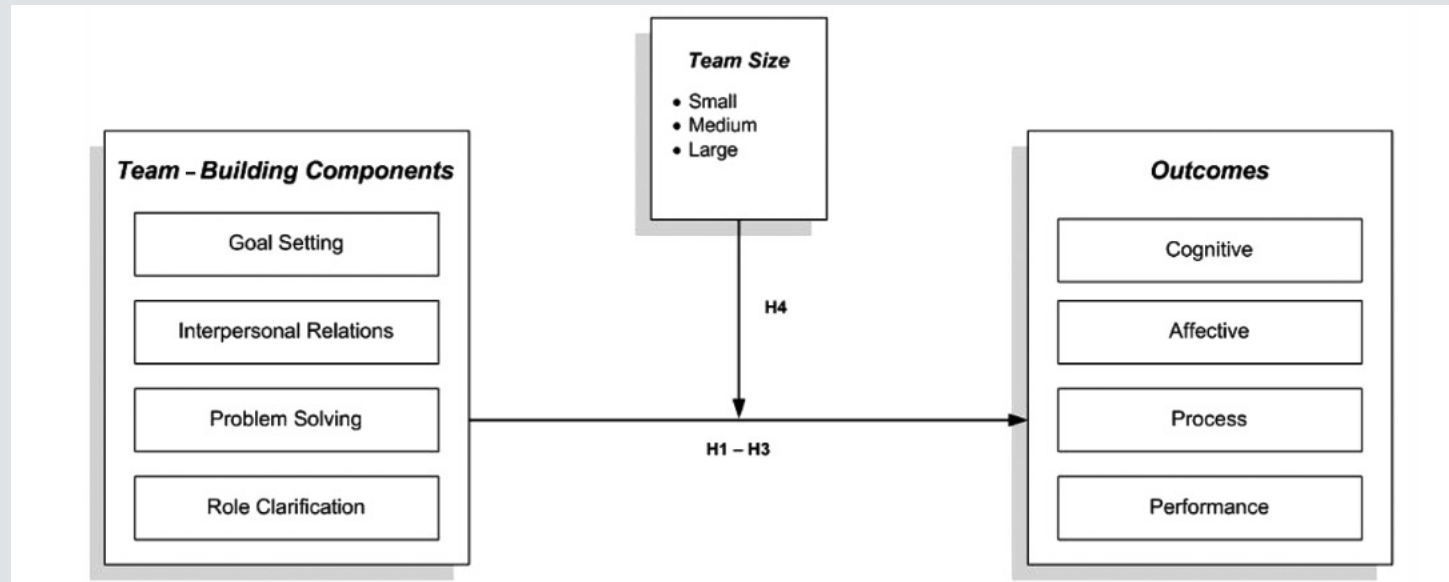 Team Size
• Small
• Medium
• Large
Team – Building Components
Goal Setting
Interpersonal Relations
Problem Solving
Role Clarification
H4
H1 – H3
Outcomes
Cognitive
Affective
Process
Performance